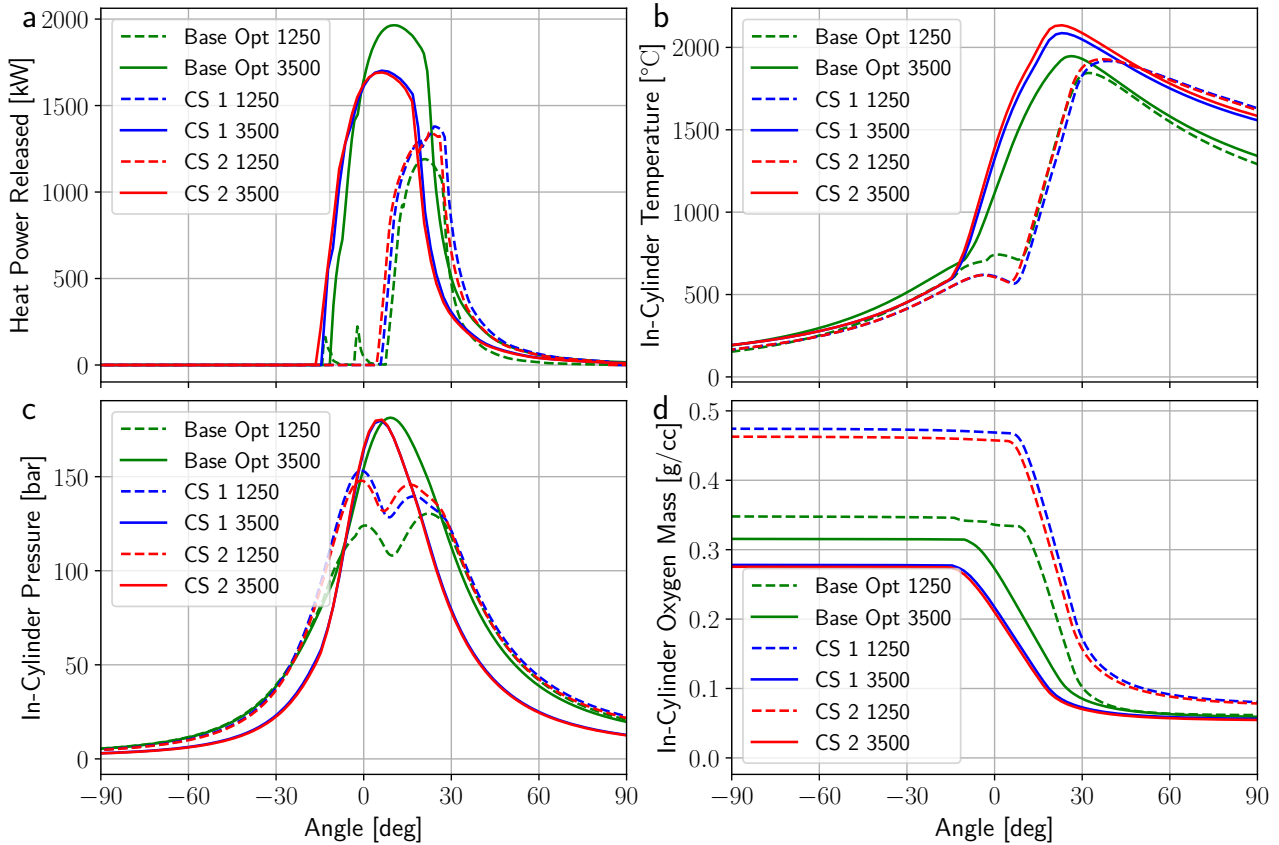 a
Heat Power Released [kW]
2000
1500
1000
500
0
Base Opt 1250
Base Opt 3500
CS 1 1250
CS 1 3500
CS 2 1250
CS 2 3500
b
In-Cylinder Temperature [°C]
2000
1500
1000
500
0
Base Opt 1250
Base Opt 3500
CS 1 1250
CS 1 3500
CS 2 1250
CS 2 3500
c
In-Cylinder Pressure [bar]
150
100
50
0
Base Opt 1250
Base Opt 3500
CS 1 1250
CS 1 3500
CS 2 1250
CS 2 3500
−90 −60 −30 0 30 60 90
Angle [deg]
d
In-Cylinder Oxygen Mass [g/cc]
0.5
0.4
0.3
0.2
0.1
0.0
Base Opt 1250
Base Opt 3500
CS 1 1250
CS 1 3500
CS 2 1250
CS 2 3500
−90 −60 −30 0 30 60 90
Angle [deg]